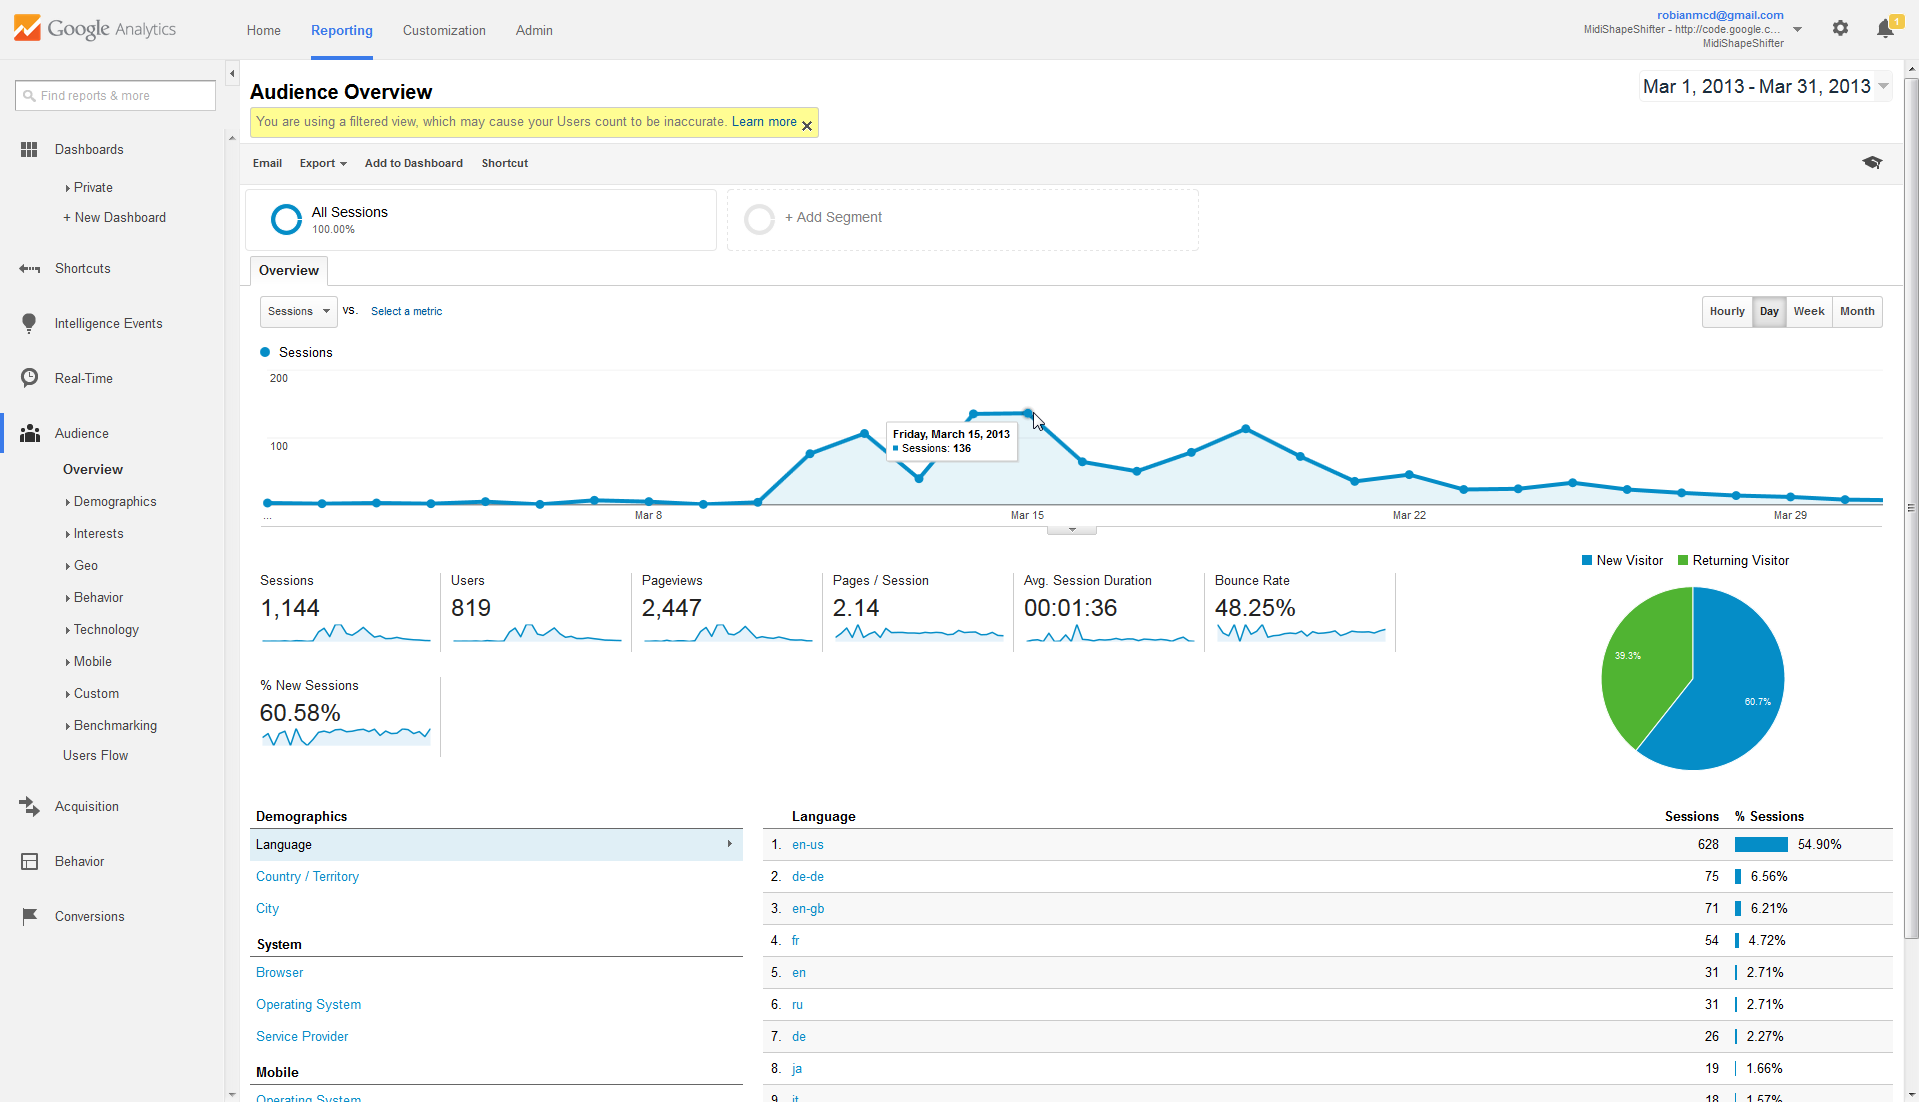 Google Analytics
Home
Reporting
Customization
Admin
robianmcd@gmail.com
MidiShapeShifter - http://code.google.c...
MidiShapeShifter
1
Find reports & more
Dashboards
Private
+ New Dashboard
Shortcuts
Intelligence Events
Real-Time
Audience
Overview
Demographics
Interests
Geo
Behavior
Technology
Mobile
Custom
Benchmarking
Users Flow
Acquisition
Behavior
Conversions
Audience Overview
Mar 1, 2013 - Mar 31, 2013
You are using a filtered view, which may cause your Users count to be inaccurate. Learn more
Email
Export
Add to Dashboard
Shortcut
All Sessions
100.00%
+ Add Segment
Overview
Sessions
vs.
Select a metric
Hourly
Day
Week
Month
Sessions
200
100
Friday, March 15, 2013
Sessions: 136
...
Mar 8
Mar 15
Mar 22
Mar 29
New Visitor
Returning Visitor
39.3%
60.7%
Sessions
1,144
Users
819
Pageviews
2,447
Pages / Session
2.14
Avg. Session Duration
00:01:36
Bounce Rate
48.25%
% New Sessions
60.58%
Demographics
Language
Country / Territory
City
System
Browser
Operating System
Service Provider
Mobile
Operating System
Language Sessions % Sessions
1. en-us 628 54.90%
2. de-de 75 6.56%
3. en-gb 71 6.21%
4. fr 54 4.72%
5. en 31 2.71%
6. ru 31 2.71%
7. de 26 2.27%
8. ja 19 1.66%
9. it 18 1.57%